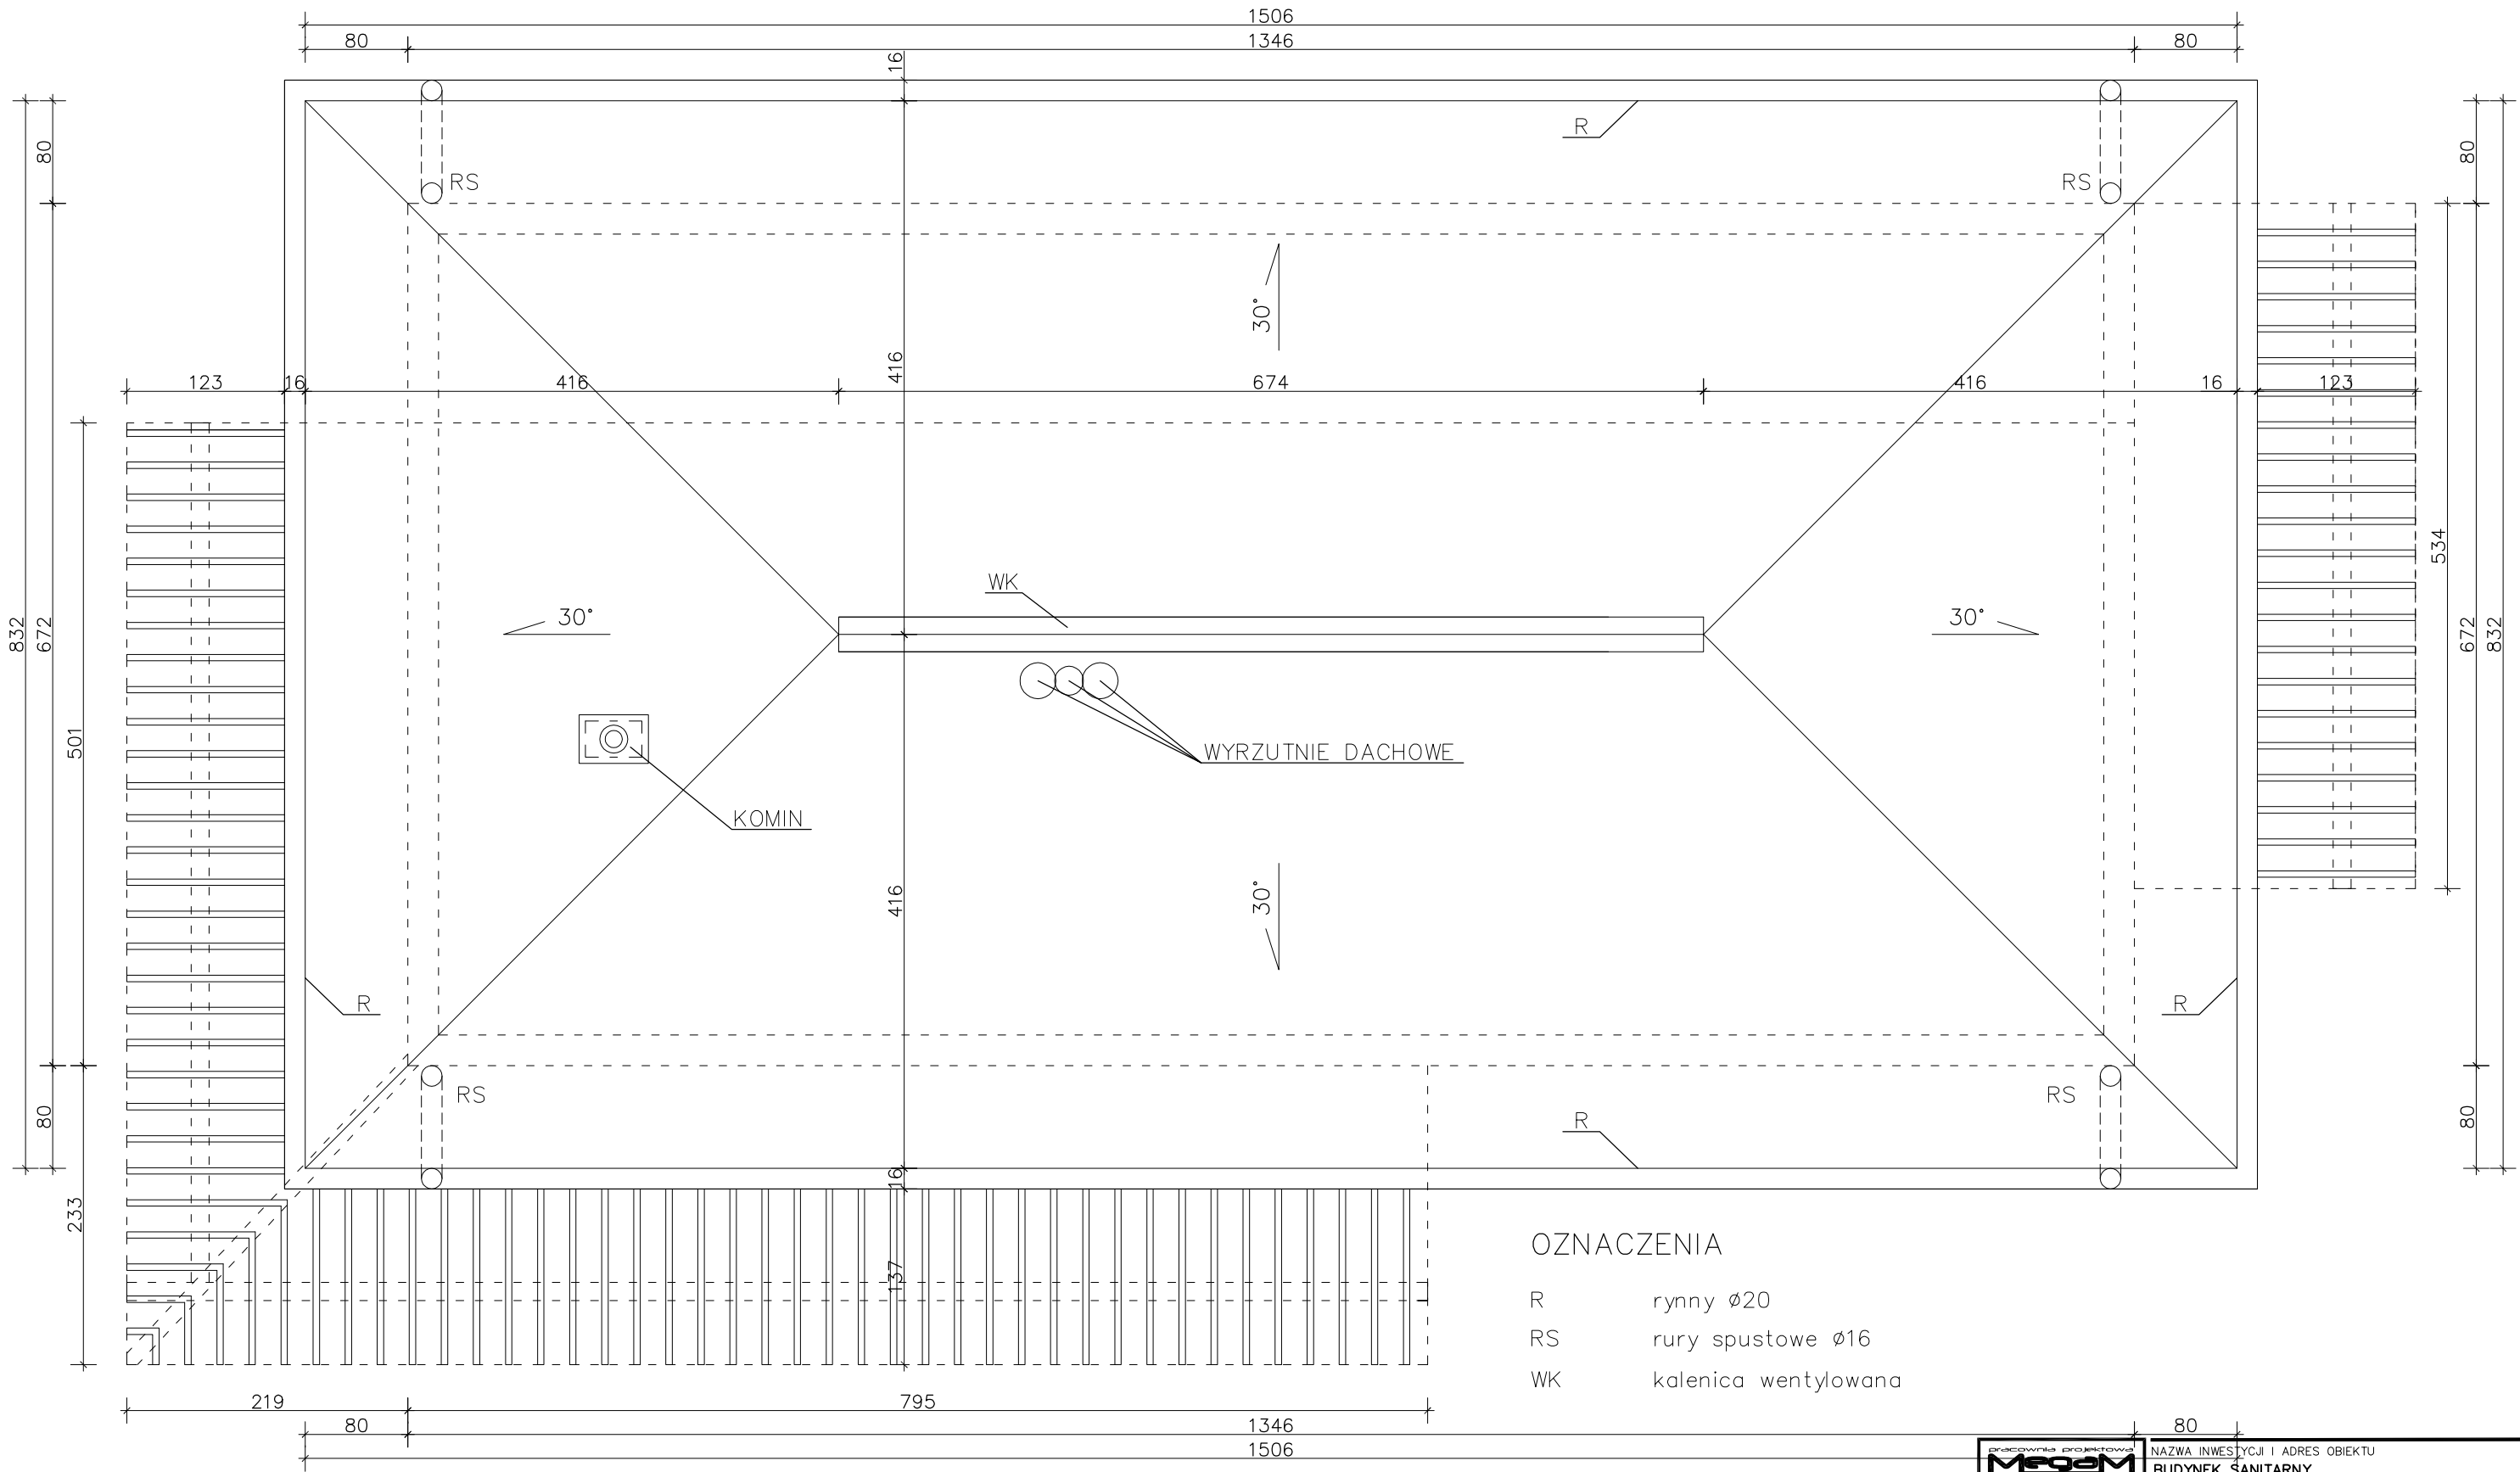 1506
80 1346 80
16
80 80
R
RS RS
30°
416
123 16 416 674 416 16 123
534
WK
832 672 30° 30° 672 832
501
WYRZUTNIE DACHOWE
KOMIN
416 30°
R R
RS RS
80 R 80
16
233
137
OZNACZENIA
R rynny ø20
RS rury spustowe ø16
WK kalenica wentylowana
219 795
80 1346 80
1506
pracownia projektowa
MegaM
NAZWA INWESTYCJI I ADRES OBIEKTU
BUDYNEK SANITARNY